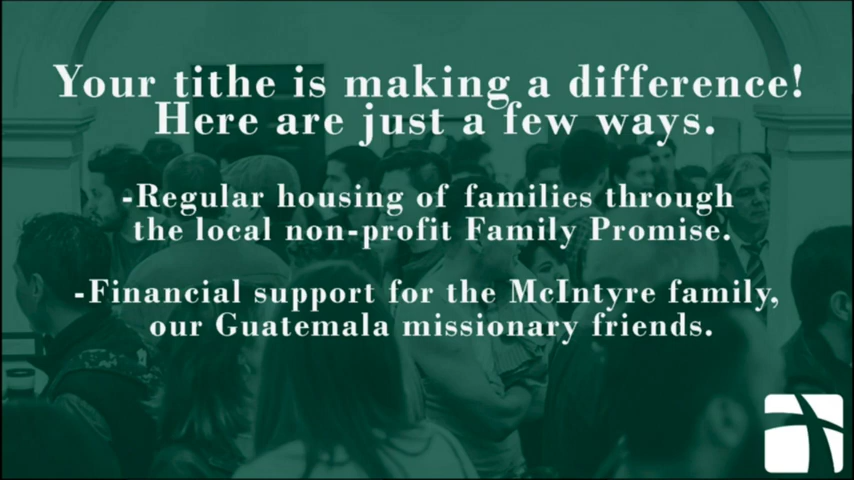 Your tithe is making a difference!
Here are just a few ways.
-Regular housing of families through
the local non-profit Family Promise.
-Financial support for the McIntyre family,
our Guatemala missionary friends.